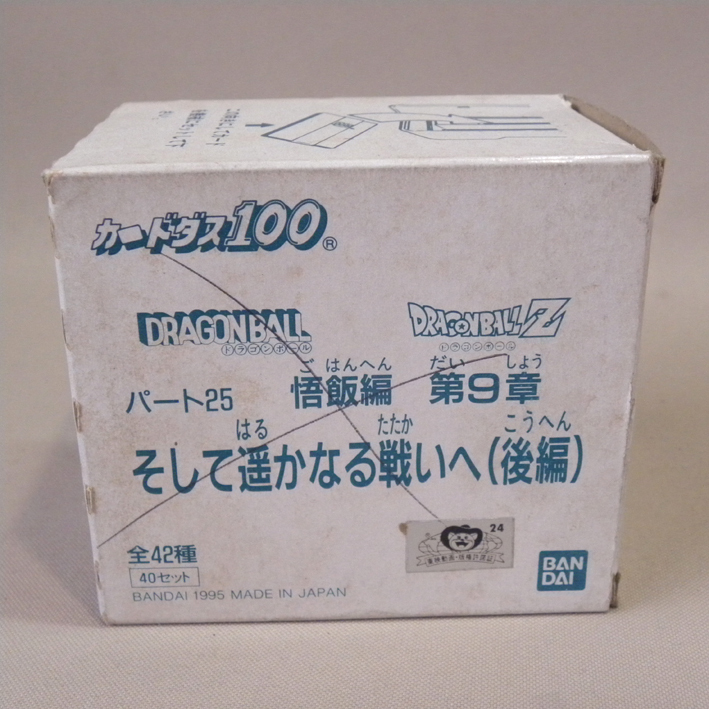 カードダス100®
DRAGONBALL
ドラゴンボール
DRAGONBALL Z
ドラゴンボール
ごはんへん だい しょう
パート25 悟飯編 第9章
はる たたか こうへん
そして遥かなる戦いへ(後編)
24
全42種
40セット
BANDAI 1995 MADE IN JAPAN
BAN
DAI